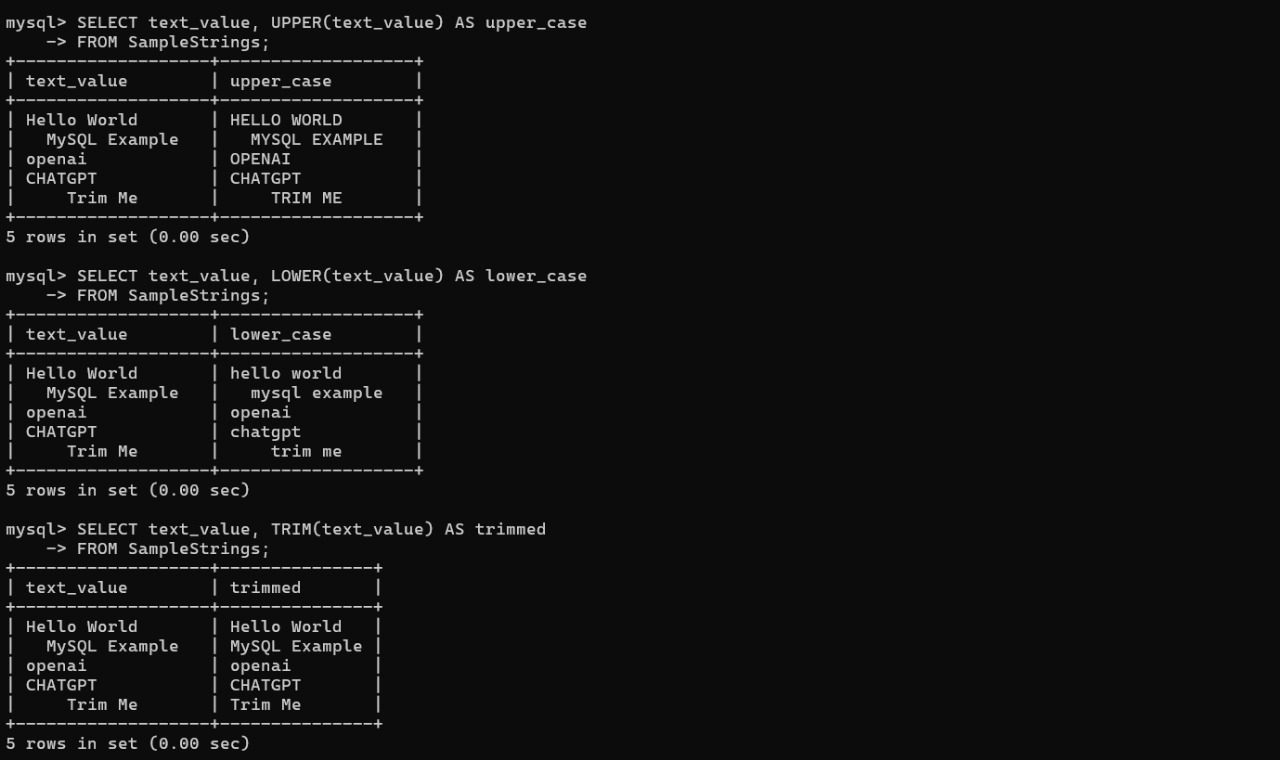 mysql> SELECT text_value, UPPER(text_value) AS upper_case
    -> FROM SampleStrings;
+-------------------+-------------------+
| text_value        | upper_case        |
+-------------------+-------------------+
| Hello World       | HELLO WORLD       |
|   MySQL Example   |   MYSQL EXAMPLE   |
| openai            | OPENAI            |
| CHATGPT           | CHATGPT           |
|     Trim Me       |     TRIM ME       |
+-------------------+-------------------+
5 rows in set (0.00 sec)

mysql> SELECT text_value, LOWER(text_value) AS lower_case
    -> FROM SampleStrings;
+-------------------+-------------------+
| text_value        | lower_case        |
+-------------------+-------------------+
| Hello World       | hello world       |
|   MySQL Example   |   mysql example   |
| openai            | openai            |
| CHATGPT           | chatgpt           |
|     Trim Me       |     trim me       |
+-------------------+-------------------+
5 rows in set (0.00 sec)

mysql> SELECT text_value, TRIM(text_value) AS trimmed
    -> FROM SampleStrings;
+-------------------+---------------+
| text_value        | trimmed       |
+-------------------+---------------+
| Hello World       | Hello World   |
|   MySQL Example   | MySQL Example |
| openai            | openai        |
| CHATGPT           | CHATGPT       |
|     Trim Me       | Trim Me       |
+-------------------+---------------+
5 rows in set (0.00 sec)